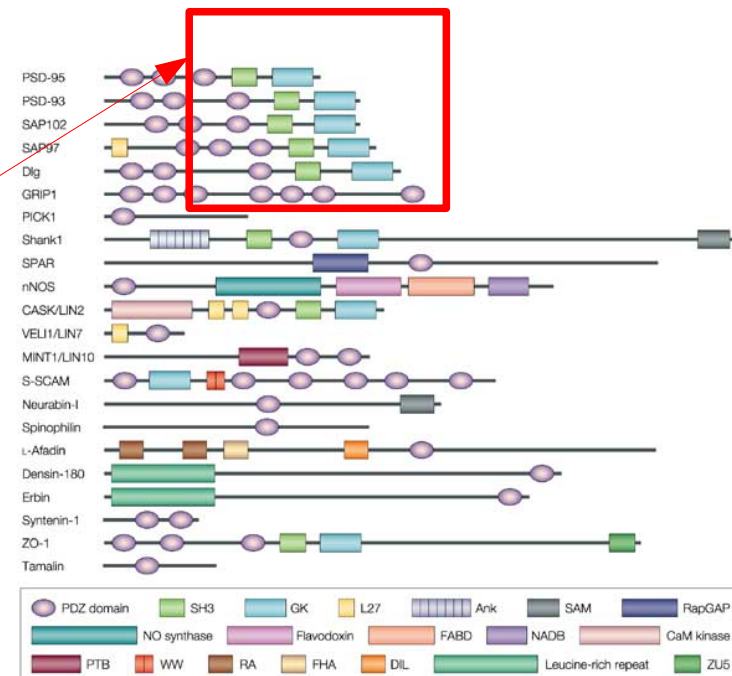 PSD-95
PSD-93
SAP102
SAP97
Dlg
GRIP1
PICK1
Shank1
SPAR
nNOS
CASK/LIN2
VELI1/LIN7
MINT1/LIN10
S-SCAM
Neurabin-I
Spinophilin
L-Afadin
Densin-180
Erbin
Syntenin-1
ZO-1
Tamalin
PDZ domain SH3 GK L27 Ank SAM RapGAP
NO synthase Flavodoxin FABD NADB CaM kinase
PTB WW RA FHA DIL Leucine-rich repeat ZU5